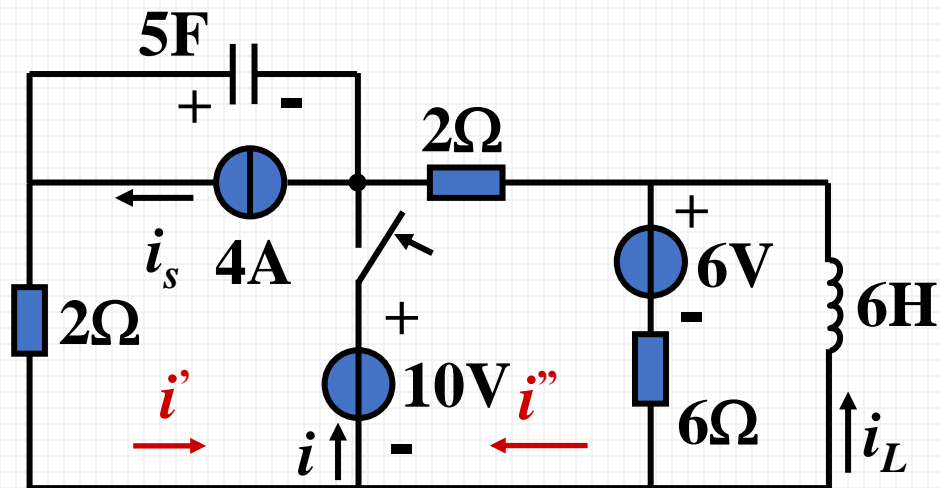 5F
+ -
2Ω
i_s
4A
+
6V
-
6H
2Ω
+
10V
-
i'
i
i''
6Ω
i_L